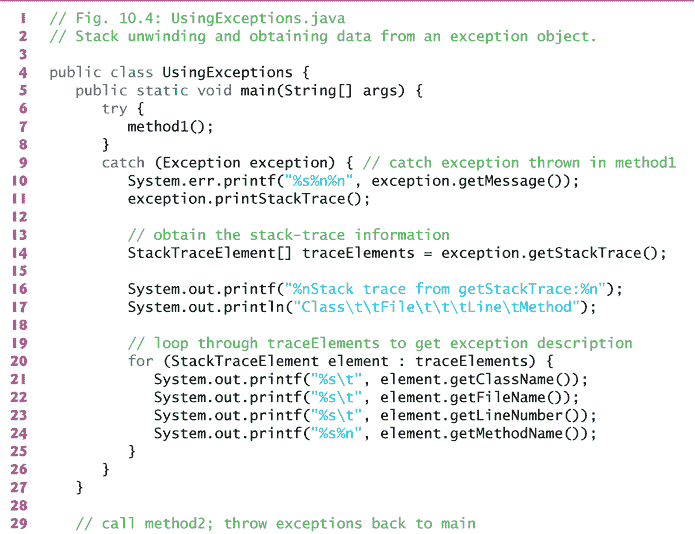 1 // Fig. 10.4: UsingExceptions.java
2 // Stack unwinding and obtaining data from an exception object.
3
4 public class UsingExceptions {
5    public static void main(String[] args) {
6       try {
7          method1();
8       }
9       catch (Exception exception) { // catch exception thrown in method1
10          System.err.printf("%s%n%n", exception.getMessage());
11          exception.printStackTrace();
12
13          // obtain the stack-trace information
14          StackTraceElement[] traceElements = exception.getStackTrace();
15
16          System.out.printf("%nStack trace from getStackTrace:%n");
17          System.out.println("Class\t\tFile\t\t\tLine\tMethod");
18
19          // loop through traceElements to get exception description
20          for (StackTraceElement element : traceElements) {
21             System.out.printf("%s\t", element.getClassName());
22             System.out.printf("%s\t", element.getFileName());
23             System.out.printf("%s\t", element.getLineNumber());
24             System.out.printf("%s%n", element.getMethodName());
25          }
26       }
27    }
28
29    // call method2; throw exceptions back to main